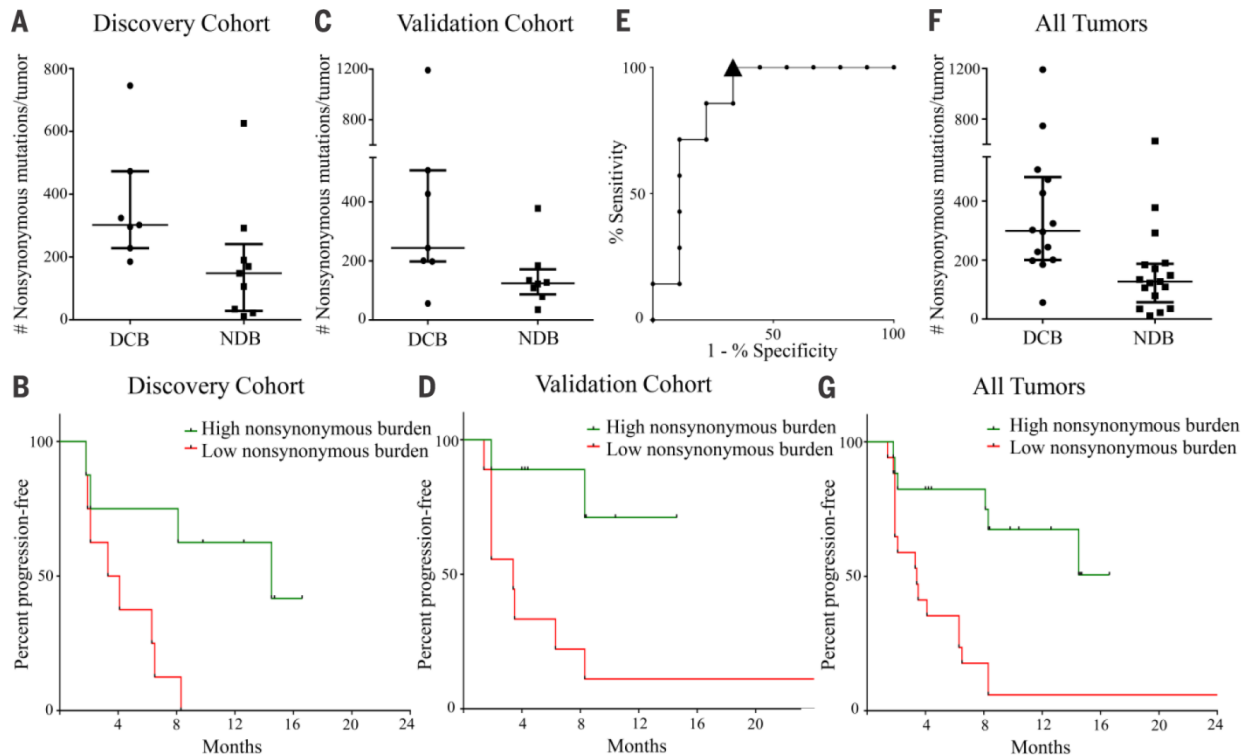 A
Discovery Cohort
# Nonsynonymous mutations/tumor
800
600
400
200
0
DCB
NDB
C
Validation Cohort
# Nonsynonymous mutations/tumor
1200
800
400
200
0
DCB
NDB
E
% Sensitivity
100
50
0
50
100
1 - % Specificity
F
All Tumors
# Nonsynonymous mutations/tumor
1200
800
400
200
0
DCB
NDB
B
Discovery Cohort
High nonsynonymous burden
Low nonsynonymous burden
Percent progression-free
100
50
0
4
8
12
16
20
24
Months
D
Validation Cohort
High nonsynonymous burden
Low nonsynonymous burden
Percent progression-free
100
50
0
4
8
12
16
20
Months
G
All Tumors
High nonsynonymous burden
Low nonsynonymous burden
Percent progression-free
100
50
0
4
8
12
16
20
24
Months